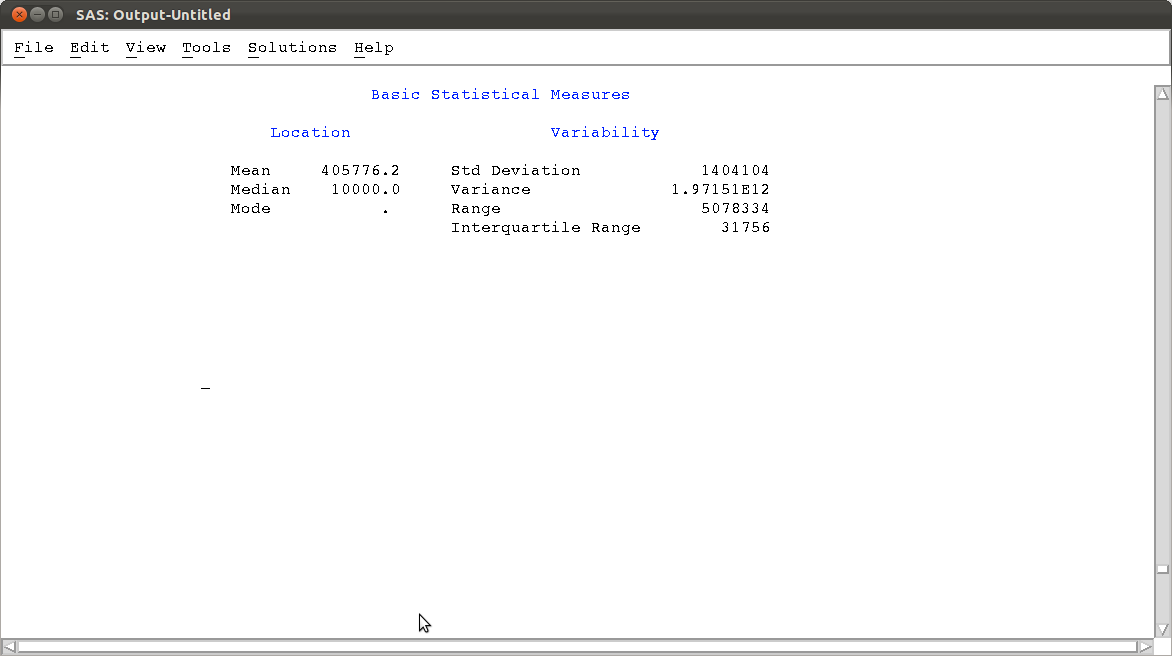 SAS: Output-Untitled
File Edit View Tools Solutions Help
Basic Statistical Measures
Location Variability
Mean 405776.2 Std Deviation 1404104
Median 10000.0 Variance 1.97151E12
Mode . Range 5078334
Interquartile Range 31756